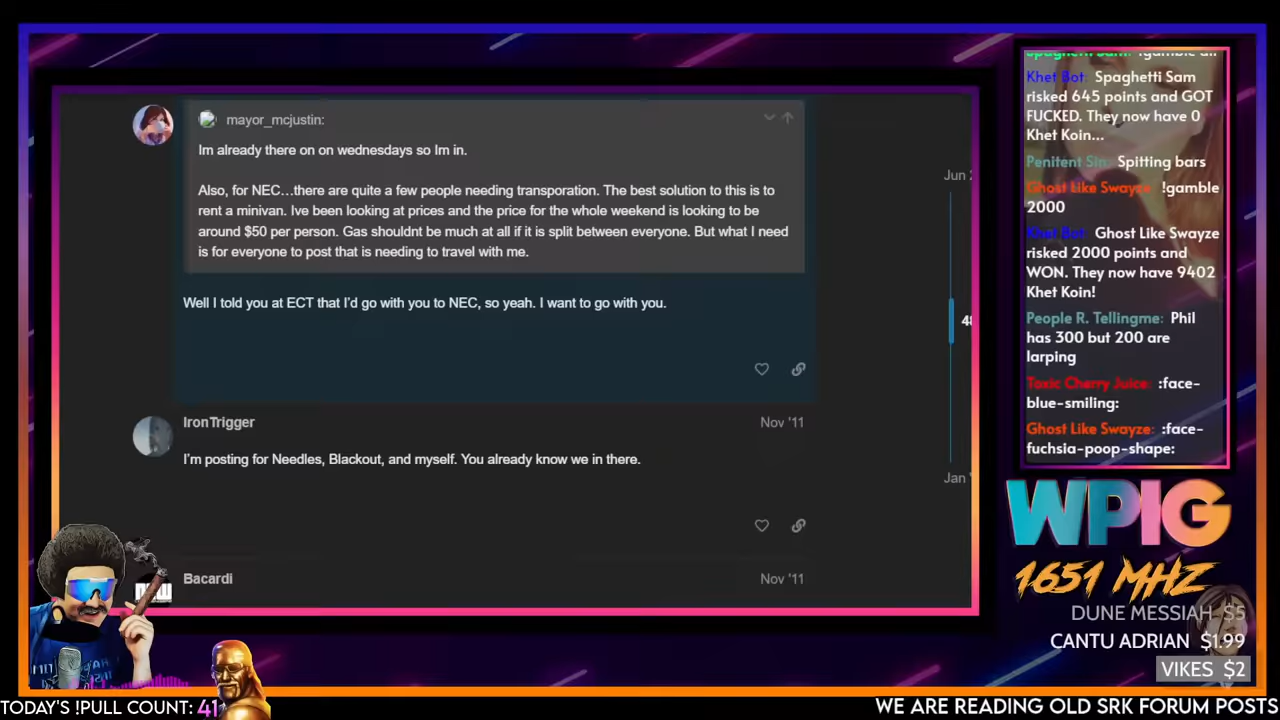 mayor_mcjustin:
Im already there on on wednesdays so Im in.
Also, for NEC…there are quite a few people needing transporation. The best solution to this is to
rent a minivan. Ive been looking at prices and the price for the whole weekend is looking to be
around $50 per person. Gas shouldnt be much at all if it is split between everyone. But what I need
is for everyone to post that is needing to travel with me.
Well I told you at ECT that I'd go with you to NEC, so yeah. I want to go with you.
IronTrigger
Nov '11
I'm posting for Needles, Blackout, and myself. You already know we in there.
Bacardi
Nov '11
Jun
48
Jan
Spaghetti Sam: !gamble all
Khet Bot: Spaghetti Sam
risked 645 points and GOT
FUCKED. They now have 0
Khet Koin...
Penitent Sin: Spitting bars
Ghost Like Swayze: !gamble
2000
Khet Bot: Ghost Like Swayze
risked 2000 points and
WON. They now have 9402
Khet Koin!
People R. Tellingme: Phil
has 300 but 200 are
larping
Toxic Cherry Juice: :face-
blue-smiling:
Ghost Like Swayze: :face-
fuchsia-poop-shape:
WPIG
1651 MHZ
DUNE MESSIAH $5
CANTU ADRIAN $1.99
VIKES $2
TODAY'S !PULL COUNT: 41
WE ARE READING OLD SRK FORUM POSTS